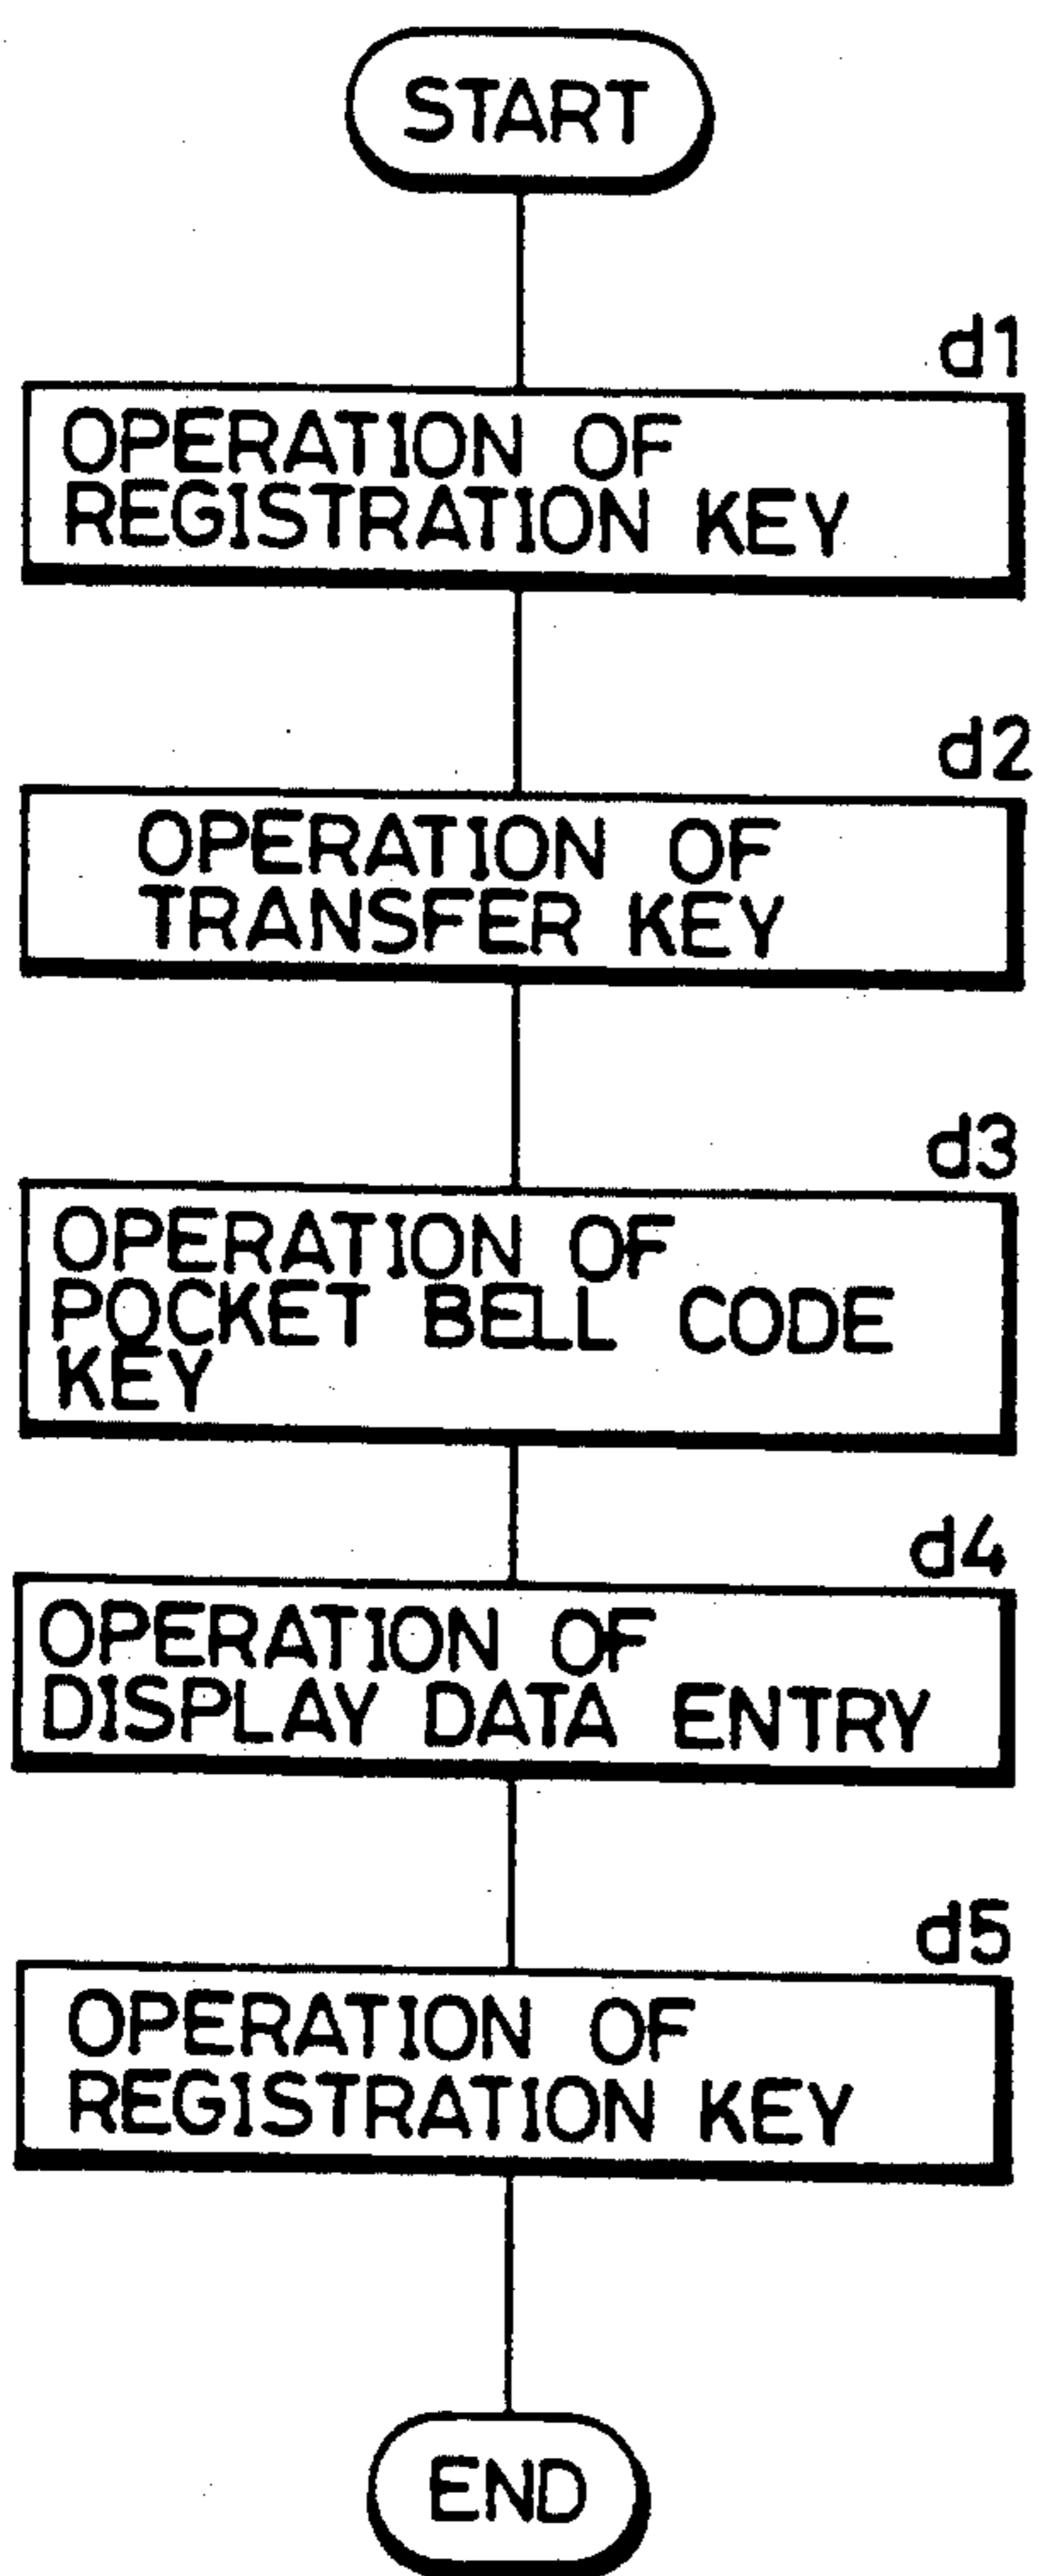 START
d1
OPERATION OF
REGISTRATION KEY
d2
OPERATION OF
TRANSFER KEY
d3
OPERATION OF
POCKET BELL CODE
KEY
d4
OPERATION OF
DISPLAY DATA ENTRY
d5
OPERATION OF
REGISTRATION KEY
END